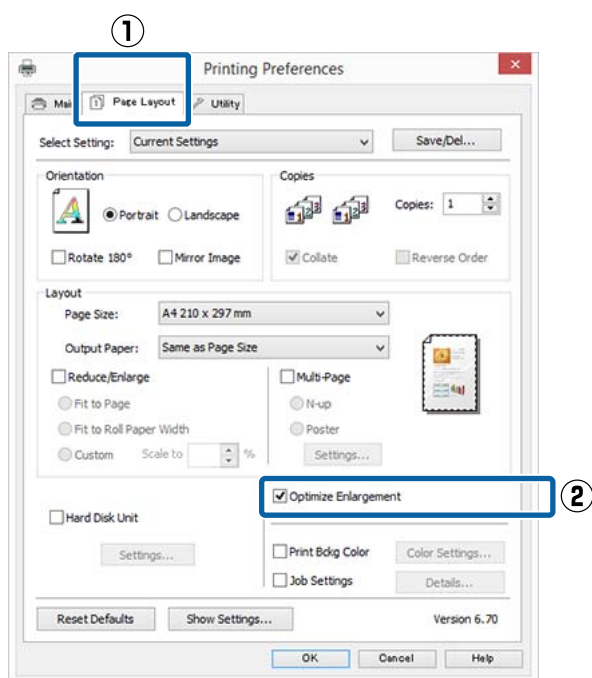 ①
Printing Preferences
Mai Page Layout Utility
Select Setting: Current Settings Save/Del...
Orientation
Portrait Landscape
Rotate 180° Mirror Image
Copies
Copies: 1
Collate Reverse Order
Layout
Page Size: A4 210 x 297 mm
Output Paper: Same as Page Size
Reduce/Enlarge
Fit to Page
Fit to Roll Paper Width
Custom Scale to %
Multi-Page
N-up
Poster
Settings...
Optimize Enlargement
②
Hard Disk Unit
Settings...
Print Bckg Color Color Settings...
Job Settings Details...
Reset Defaults Show Settings... Version 6.70
OK Cancel Help